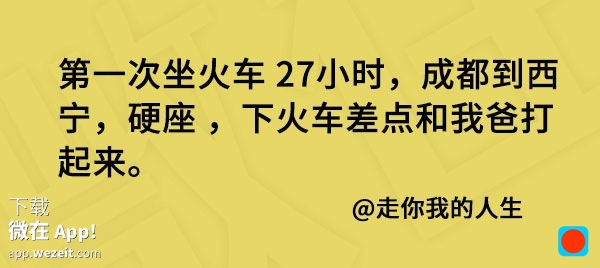 第一次坐火车 27小时，成都到西
宁，硬座 ，下火车差点和我爸打
起来。
@走你我的人生
下载
微在 App!
app.wezeit.com